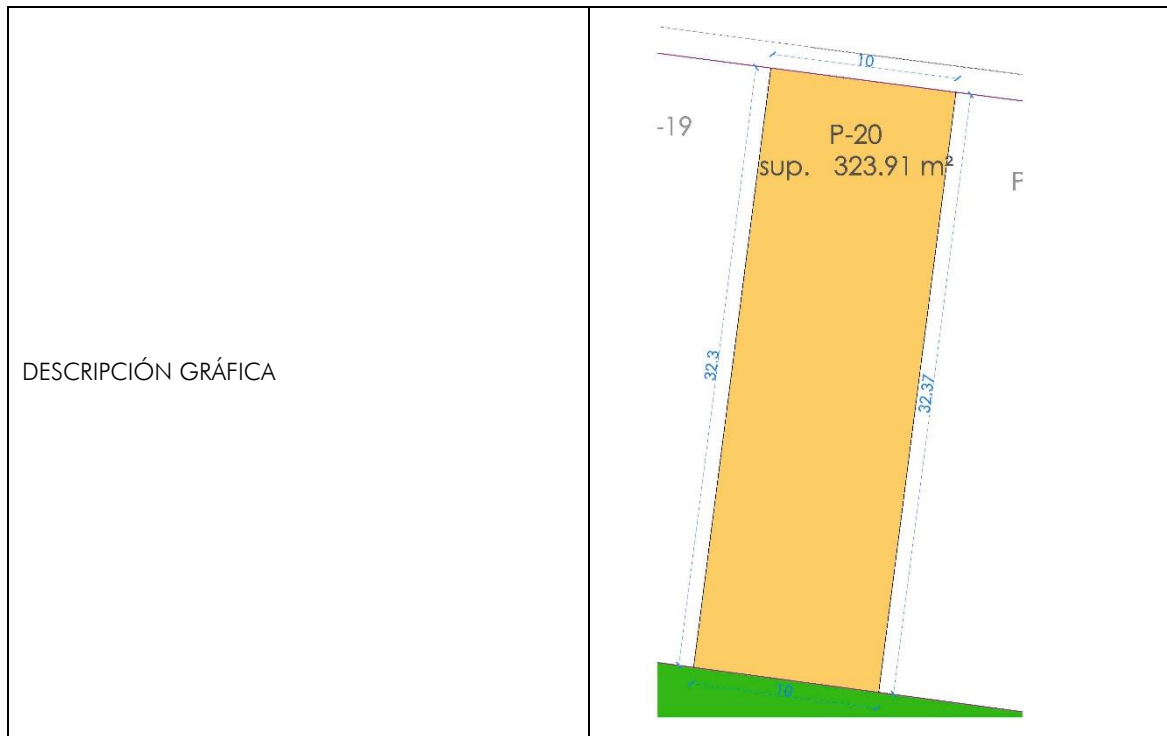 DESCRIPCIÓN GRÁFICA
10
-19
P-20
sup. 323.91 m²
P
32.3
32.37
10